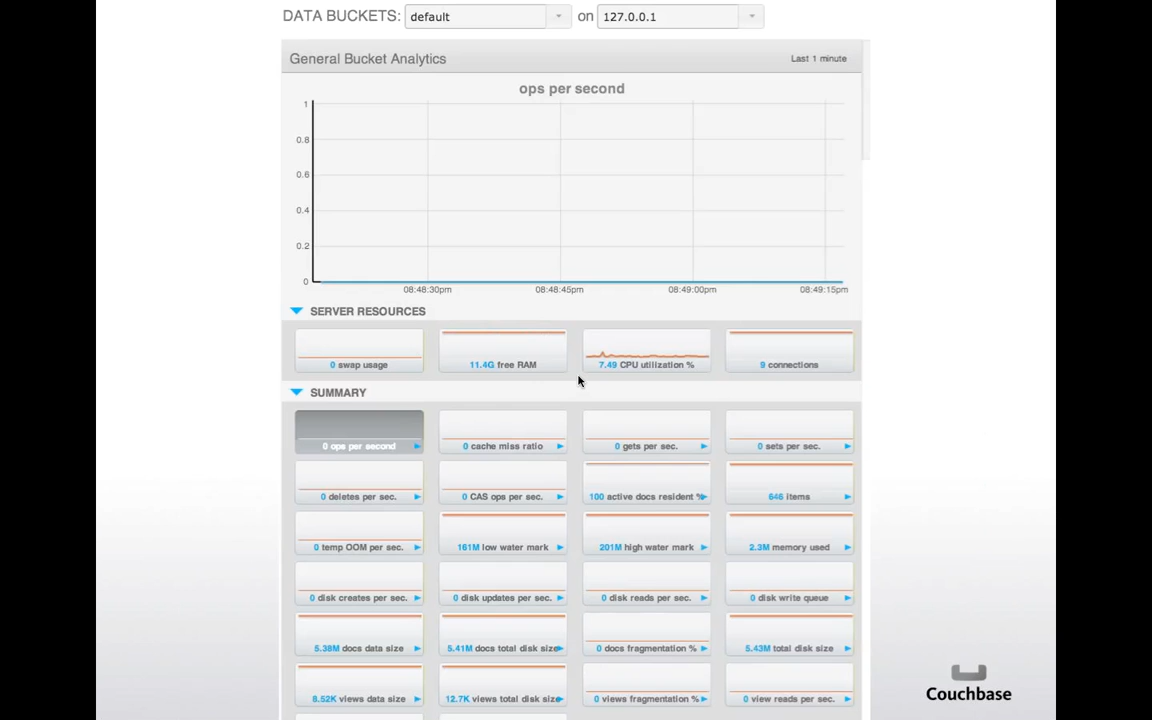 DATA BUCKETS: default on 127.0.0.1
General Bucket Analytics Last 1 minute
ops per second
1
0.8
0.6
0.4
0.2
0
08:48:30pm 08:48:45pm 08:49:00pm 08:49:15pm
SERVER RESOURCES
0 swap usage 11.4G free RAM 7.49 CPU utilization % 9 connections
SUMMARY
0 ops per second 0 cache miss ratio 0 gets per sec. 0 sets per sec.
0 deletes per sec. 0 CAS ops per sec. 100 active docs resident % 646 items
0 temp OOM per sec. 161M low water mark 201M high water mark 2.3M memory used
0 disk creates per sec. 0 disk updates per sec. 0 disk reads per sec. 0 disk write queue
5.38M docs data size 5.41M docs total disk size 0 docs fragmentation % 5.43M total disk size
8.52K views data size 12.7K views total disk size 0 views fragmentation % 0 view reads per sec.
Couchbase